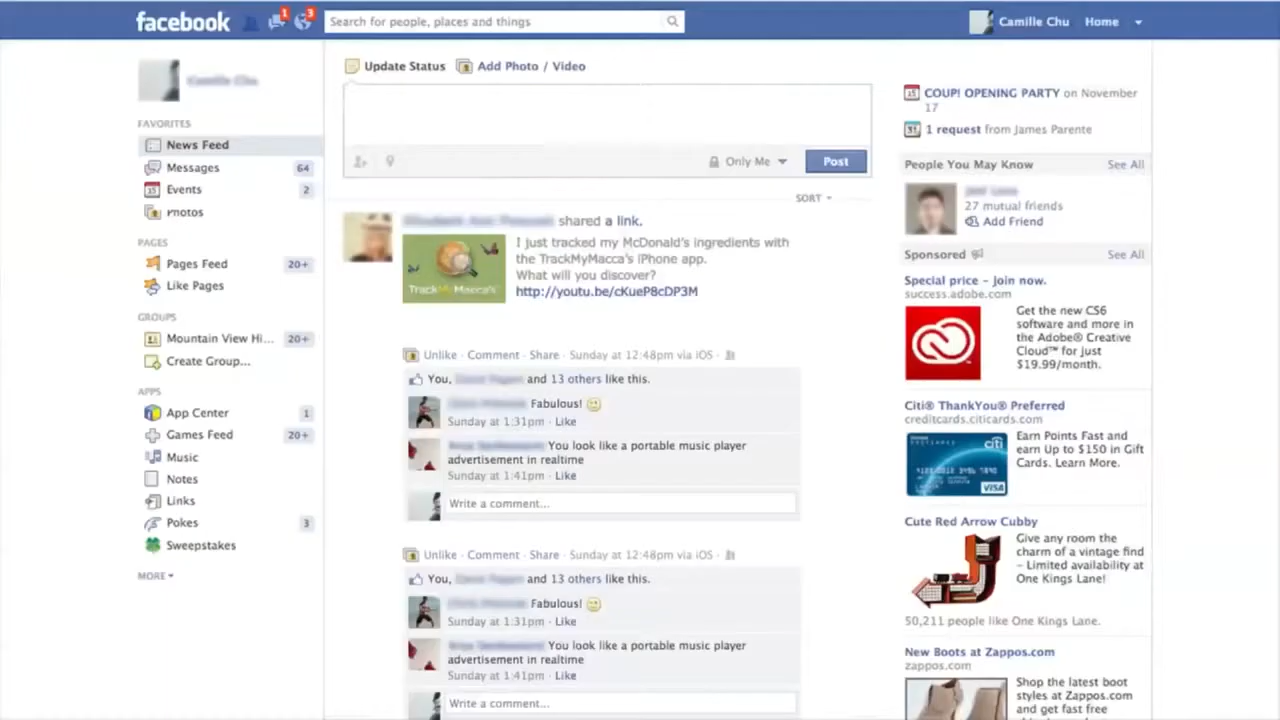 facebook
1
3
Search for people, places and things
Camille Chu
Home
FAVORITES
News Feed
Messages 64
Events 2
Photos
PAGES
Pages Feed 20+
Like Pages
GROUPS
Mountain View Hi... 20+
Create Group...
APPS
App Center 1
Games Feed 20+
Music
Notes
Links
Pokes 3
Sweepstakes
MORE
Update Status
Add Photo / Video
Only Me
Post
SORT
shared a link.
TrackMyMacca's
I just tracked my McDonald's ingredients with
the TrackMyMacca's iPhone app.
What will you discover?
http://youtu.be/cKueP8cDP3M
Unlike · Comment · Share · Sunday at 12:48pm via iOS ·
You, and 13 others like this.
Fabulous!
Sunday at 1:31pm · Like
You look like a portable music player
advertisement in realtime
Sunday at 1:41pm · Like
Write a comment...
Unlike · Comment · Share · Sunday at 12:48pm via iOS ·
You, and 13 others like this.
Fabulous!
Sunday at 1:31pm · Like
You look like a portable music player
advertisement in realtime
Sunday at 1:41pm · Like
Write a comment...
COUP! OPENING PARTY on November
17
1 request from James Parente
People You May Know See All
27 mutual friends
Add Friend
Sponsored See All
Special price - Join now.
success.adobe.com
Get the new CS6
software and more in
the Adobe® Creative
Cloud™ for just
$19.99/month.
Citi® ThankYou® Preferred
creditcards.citicards.com
citi
VISA
Earn Points Fast and
earn Up to $150 in Gift
Cards. Learn More.
Cute Red Arrow Cubby
Give any room the
charm of a vintage find
– Limited availability at
One Kings Lane!
50,211 people like One Kings Lane.
New Boots at Zappos.com
zappos.com
Shop the latest boot
styles at Zappos.com
and get fast free